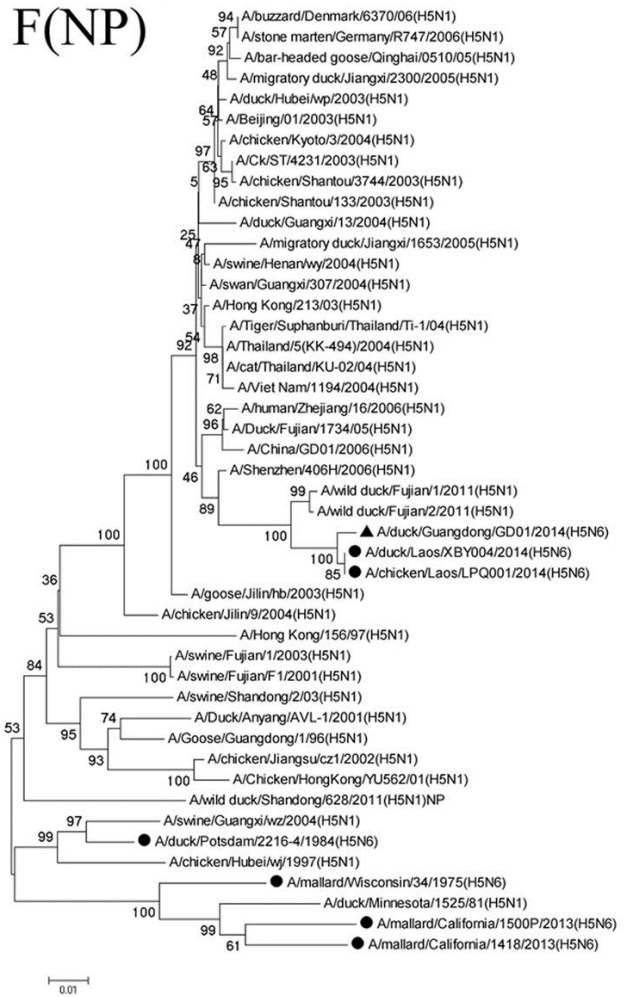 F(NP)
94
A/buzzard/Denmark/6370/06(H5N1)
57
A/stone marten/Germany/R747/2006(H5N1)
92
A/bar-headed goose/Qinghai/0510/05(H5N1)
48
A/migratory duck/Jiangxi/2300/2005(H5N1)
A/duck/Hubei/wp/2003(H5N1)
64
57
A/Beijing/01/2003(H5N1)
A/chicken/Kyoto/3/2004(H5N1)
97
A/Ck/ST/4231/2003(H5N1)
63
95
A/chicken/Shantou/3744/2003(H5N1)
5
A/chicken/Shantou/133/2003(H5N1)
A/duck/Guangxi/13/2004(H5N1)
25
47
A/migratory duck/Jiangxi/1653/2005(H5N1)
8
A/swine/Henan/wy/2004(H5N1)
A/swan/Guangxi/307/2004(H5N1)
37
A/Hong Kong/213/03(H5N1)
A/Tiger/Suphanburi/Thailand/Ti-1/04(H5N1)
54
92
A/Thailand/5(KK-494)/2004(H5N1)
98
A/cat/Thailand/KU-02/04(H5N1)
71
A/Viet Nam/1194/2004(H5N1)
62
A/human/Zhejiang/16/2006(H5N1)
96
A/Duck/Fujian/1734/05(H5N1)
A/China/GD01/2006(H5N1)
100
46
A/Shenzhen/406H/2006(H5N1)
99
A/wild duck/Fujian/1/2011(H5N1)
89
A/wild duck/Fujian/2/2011(H5N1)
100
100
A/duck/Guangdong/GD01/2014(H5N6)
100
A/duck/Laos/XBY004/2014(H5N6)
85
A/chicken/Laos/LPQ001/2014(H5N6)
36
A/goose/Jilin/hb/2003(H5N1)
A/chicken/Jilin/9/2004(H5N1)
53
A/Hong Kong/156/97(H5N1)
A/swine/Fujian/1/2003(H5N1)
84
100
A/swine/Fujian/F1/2001(H5N1)
A/swine/Shandong/2/03(H5N1)
74
A/Duck/Anyang/AVL-1/2001(H5N1)
53
95
A/Goose/Guangdong/1/96(H5N1)
93
A/chicken/Jiangsu/cz1/2002(H5N1)
100
A/Chicken/HongKong/YU562/01(H5N1)
A/wild duck/Shandong/628/2011(H5N1)NP
97
A/swine/Guangxi/wz/2004(H5N1)
99
A/duck/Potsdam/2216-4/1984(H5N6)
A/chicken/Hubei/wj/1997(H5N1)
A/mallard/Wisconsin/34/1975(H5N6)
100
A/duck/Minnesota/1525/81(H5N1)
99
A/mallard/California/1500P/2013(H5N6)
61
A/mallard/California/1418/2013(H5N6)
0.01